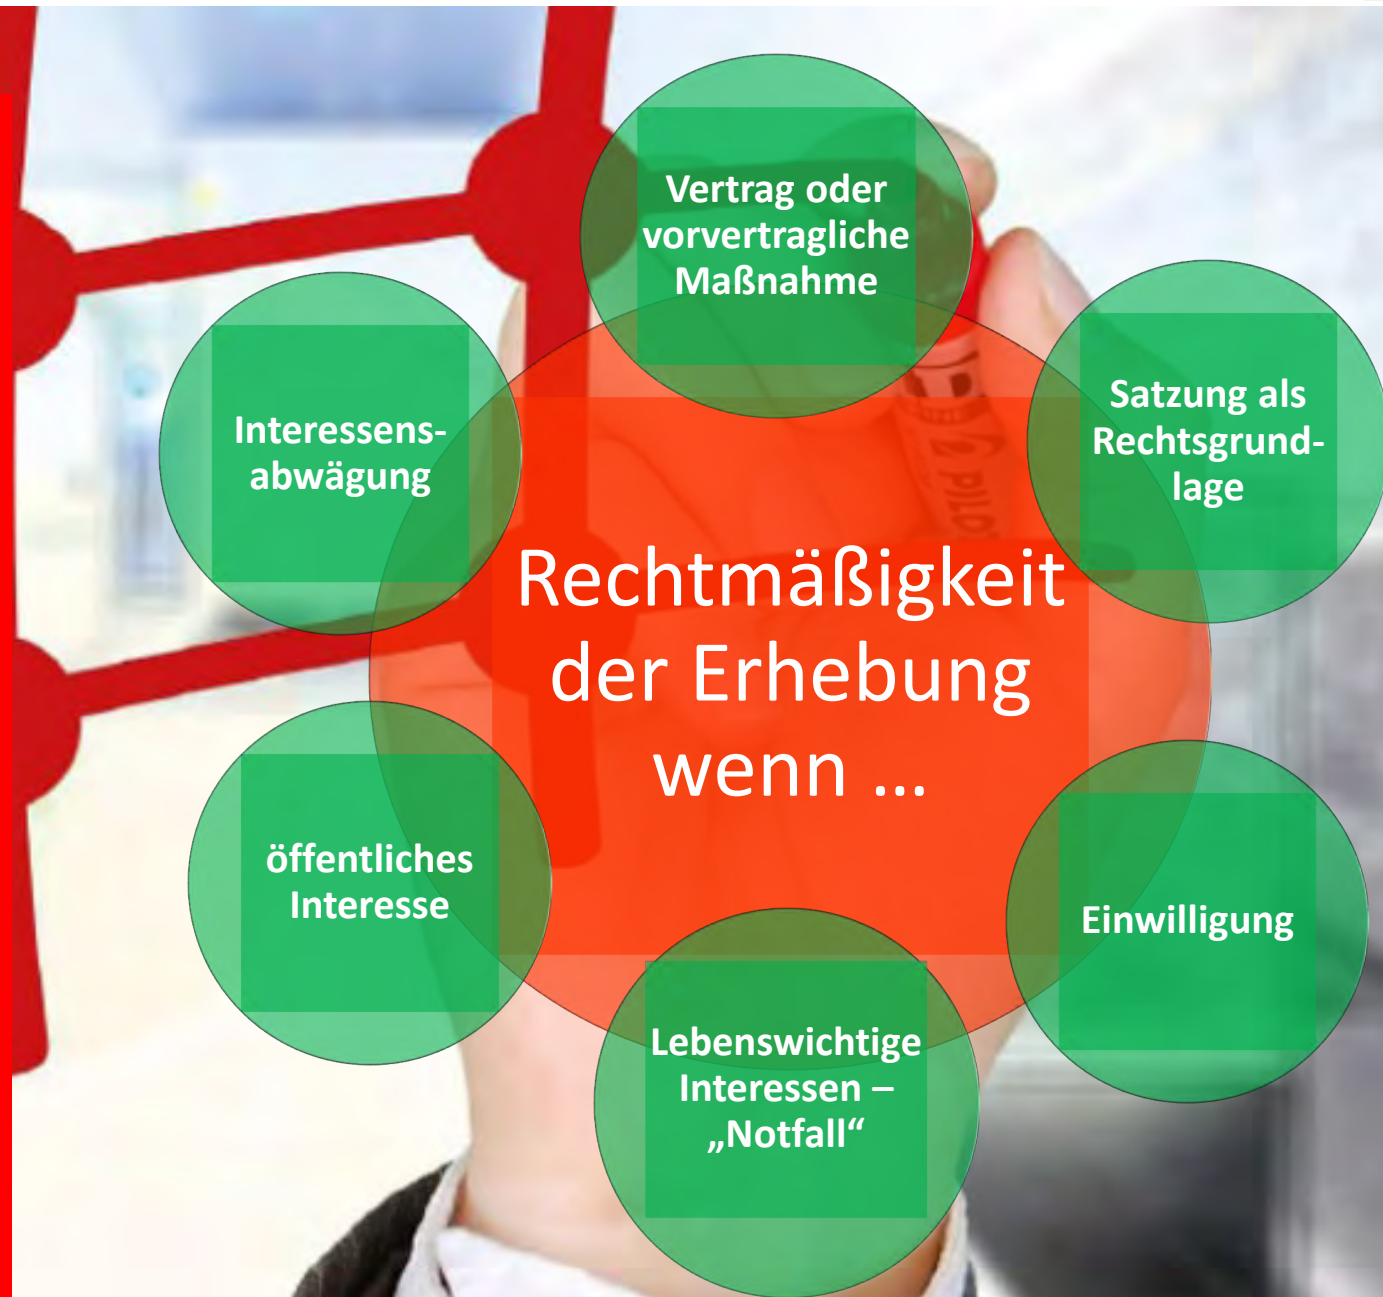 Vertrag oder
vorvertragliche
Maßnahme
Satzung als
Rechtsgrund-
lage
Interessens-
abwägung
Rechtmäßigkeit
der Erhebung
wenn ...
öffentliches
Interesse
Einwilligung
Lebenswichtige
Interessen –
„Notfall“
PILOT